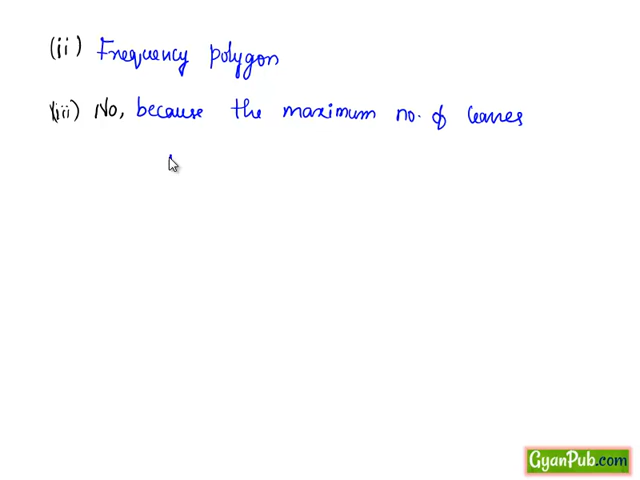 (ii) Frequency polygon
(iii) No, because the maximum no. of leaves
GyanPub.com